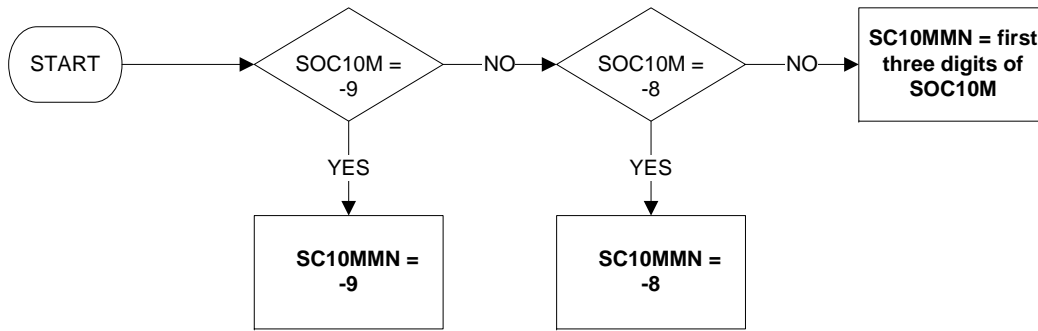 START
SOC10M =
-9
NO
SOC10M =
-8
NO
SC10MMN = first
three digits of
SOC10M
YES
YES
SC10MMN =
-9
SC10MMN =
-8